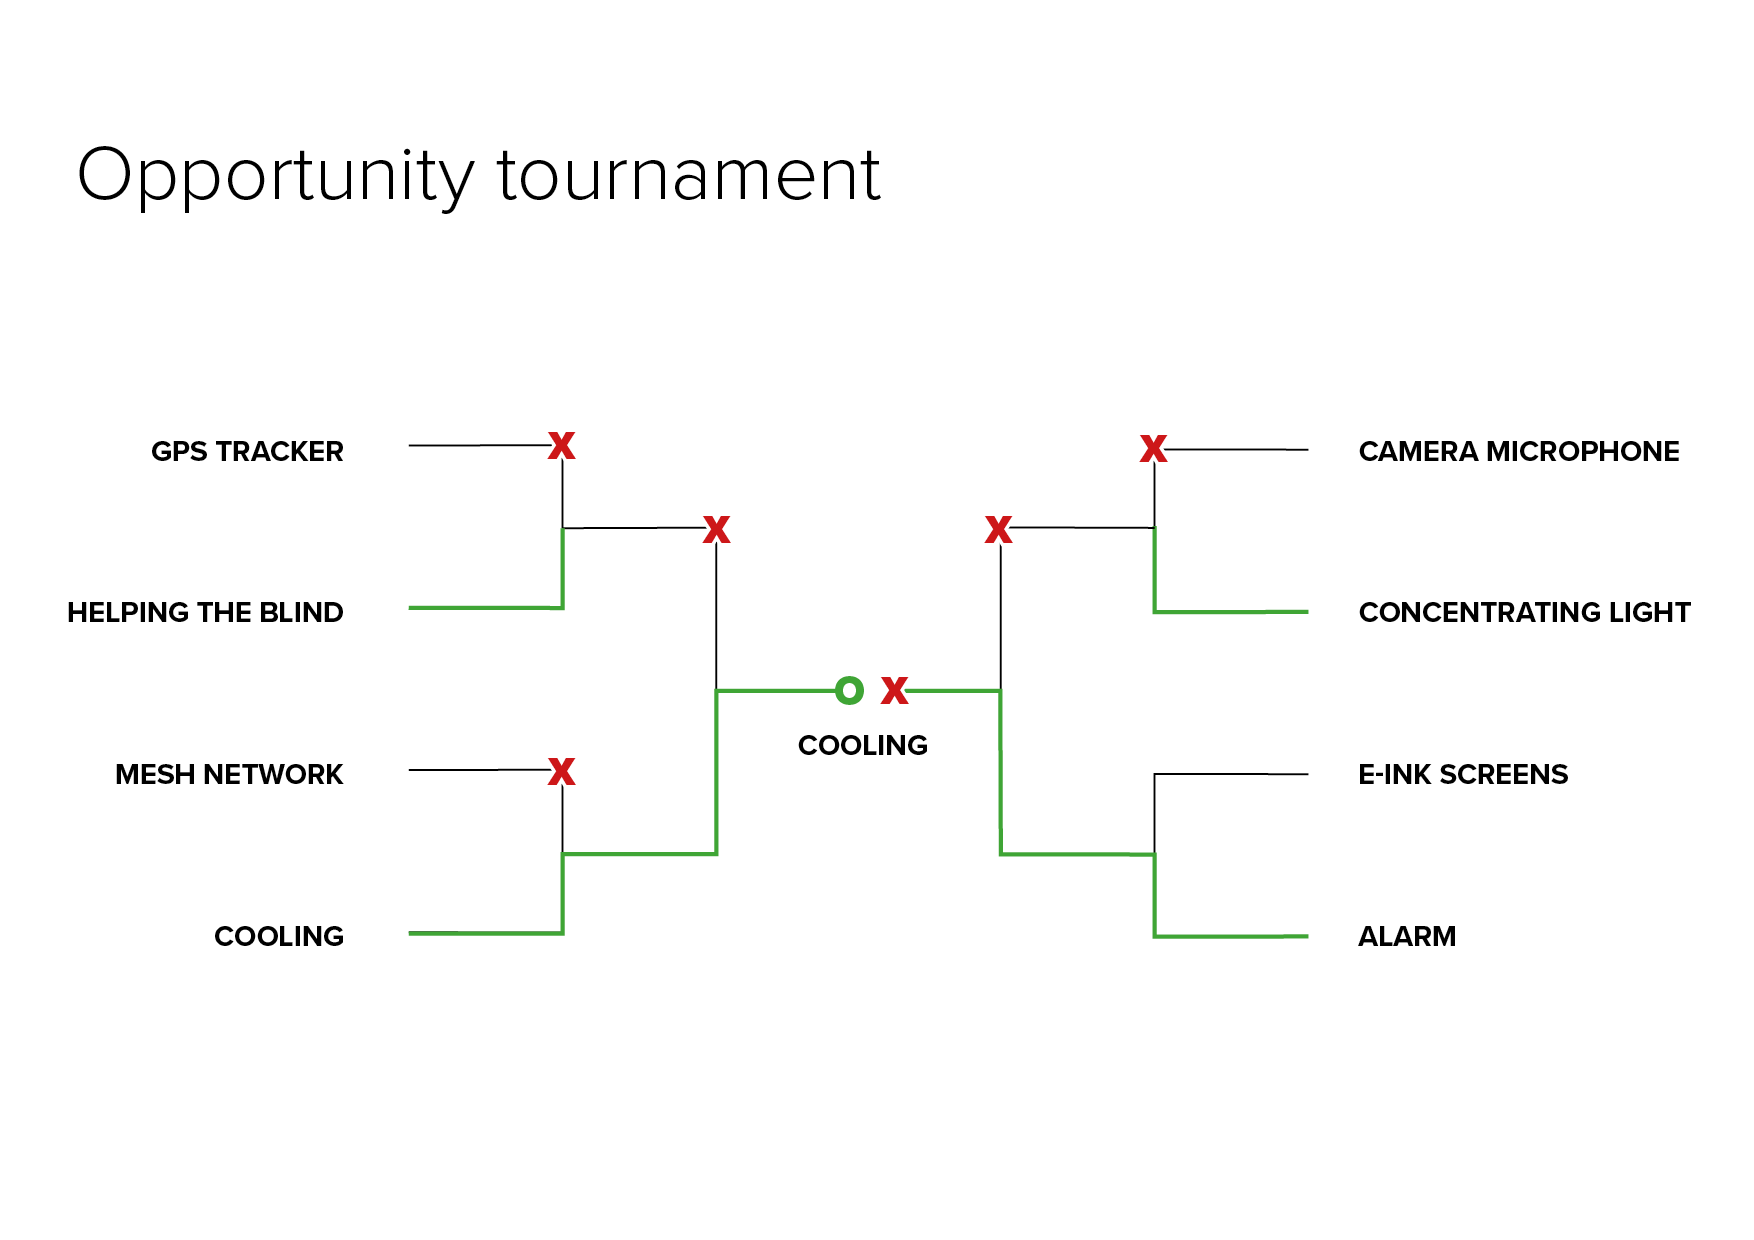 Opportunity tournament
GPS TRACKER
X
X
CAMERA MICROPHONE
X
X
HELPING THE BLIND
CONCENTRATING LIGHT
O X
COOLING
MESH NETWORK
X
E-INK SCREENS
COOLING
ALARM